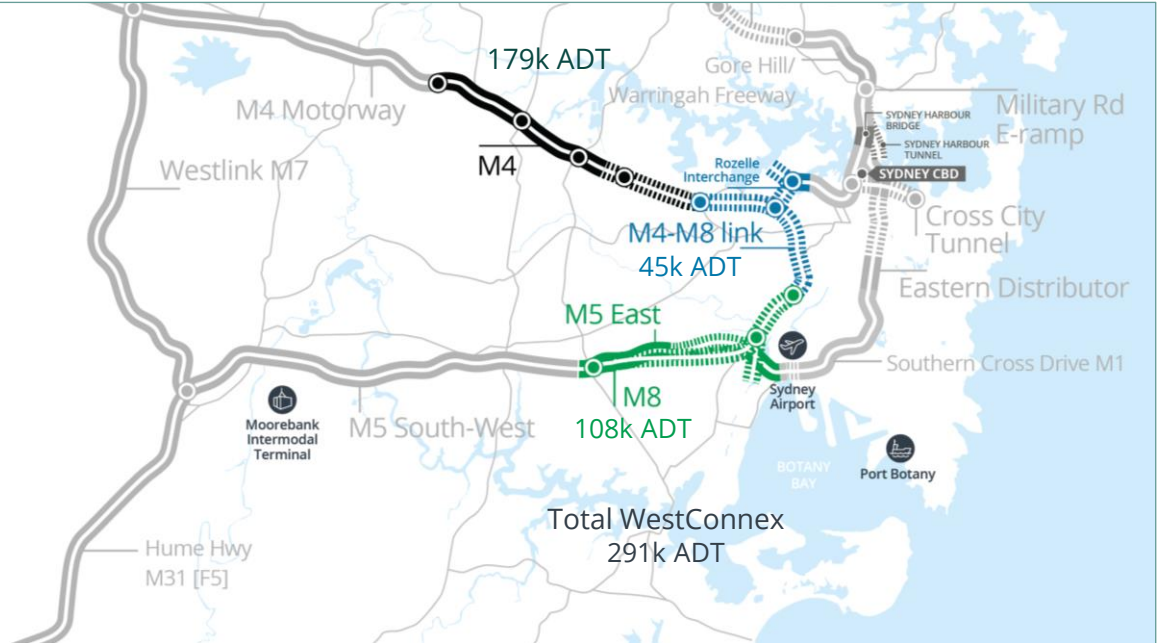 179k ADT
Gore Hill/
Warringah Freeway
M4 Motorway
Military Rd
E-ramp
SYDNEY HARBOUR
BRIDGE
SYDNEY HARBOUR
TUNNEL
SYDNEY CBD
Westlink M7
M4
Rozelle
Interchange
Cross City
Tunnel
M4-M8 link
45k ADT
Eastern Distributor
M5 East
Southern Cross Drive M1
M8
108k ADT
Sydney
Airport
Moorebank
Intermodal
Terminal
M5 South-West
BOTANY
BAY
Port Botany
Total WestConnex
291k ADT
Hume Hwy
M31 [F5]